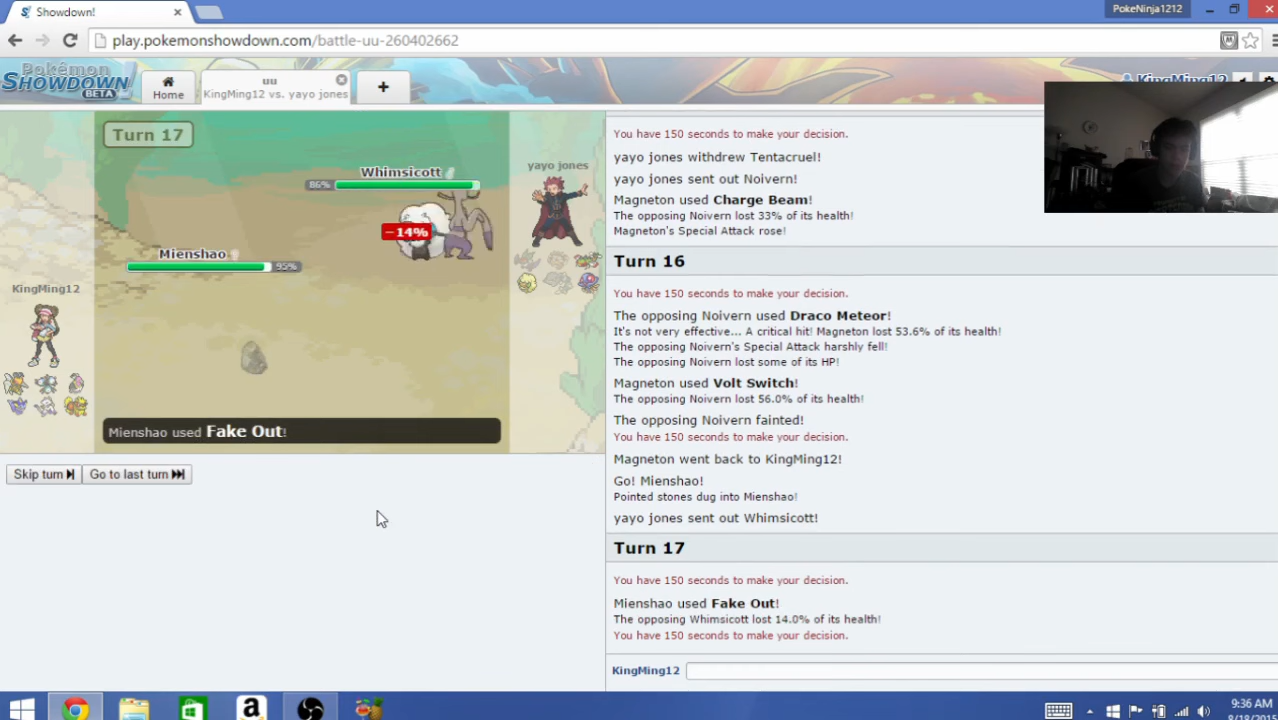 Showdown!
PokeNinja1212
play.pokemonshowdown.com/battle-uu-260402662
Pokémon
SHOWDOWN
BETA
Home
uu
KingMing12 vs. yayo jones
+
KingMing12
Turn 17
Whimsicott
86%
-14%
Mienshao
95%
yayo jones
KingMing12
Mienshao used Fake Out!
Skip turn
Go to last turn
You have 150 seconds to make your decision.
yayo jones withdrew Tentacruel!
yayo jones sent out Noivern!
Magneton used Charge Beam!
The opposing Noivern lost 33% of its health!
Magneton's Special Attack rose!
Turn 16
You have 150 seconds to make your decision.
The opposing Noivern used Draco Meteor!
It's not very effective... A critical hit! Magneton lost 53.6% of its health!
The opposing Noivern's Special Attack harshly fell!
The opposing Noivern lost some of its HP!
Magneton used Volt Switch!
The opposing Noivern lost 56.0% of its health!
The opposing Noivern fainted!
You have 150 seconds to make your decision.
Magneton went back to KingMing12!
Go! Mienshao!
Pointed stones dug into Mienshao!
yayo jones sent out Whimsicott!
Turn 17
You have 150 seconds to make your decision.
Mienshao used Fake Out!
The opposing Whimsicott lost 14.0% of its health!
You have 150 seconds to make your decision.
KingMing12
9:36 AM